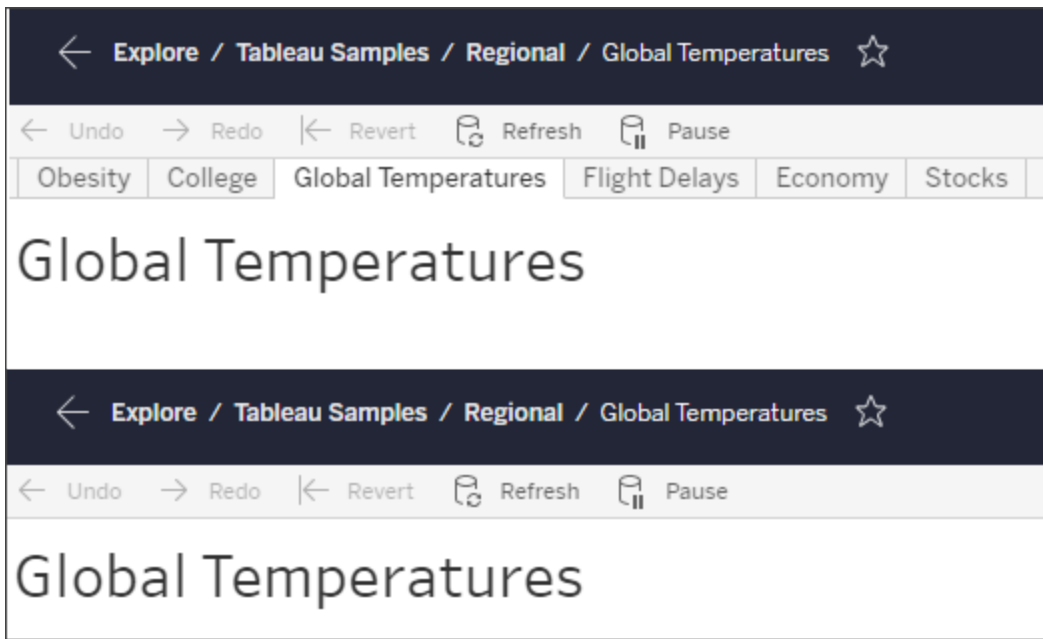 Explore / Tableau Samples / Regional / Global Temperatures
Undo Redo Revert Refresh Pause
Obesity College Global Temperatures Flight Delays Economy Stocks
Global Temperatures
Explore / Tableau Samples / Regional / Global Temperatures
Undo Redo Revert Refresh Pause
Global Temperatures